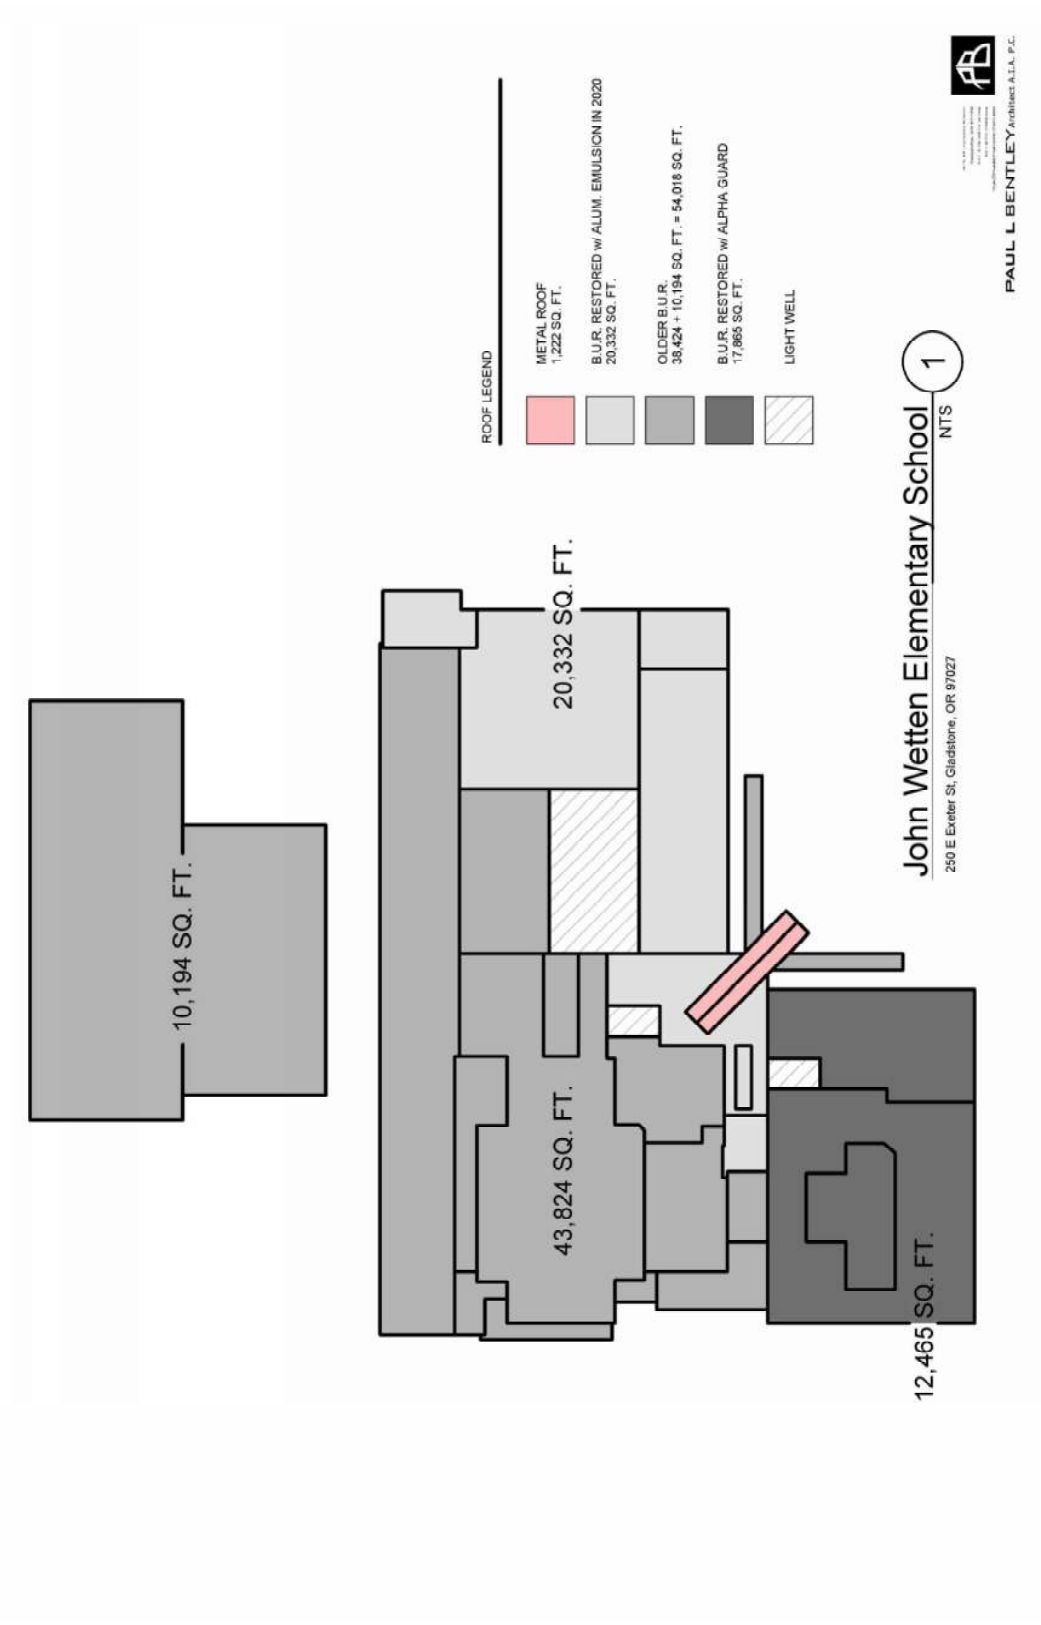 10,194 SQ. FT.
43,824 SQ. FT.
20,332 SQ. FT.
12,465 SQ. FT.
ROOF LEGEND
METAL ROOF
1,222 SQ. FT.
B.U.R. RESTORED w/ ALUM. EMULSION IN 2020
20,332 SQ. FT.
OLDER B.U.R.
38,424 + 10,194 SQ. FT. = 54,018 SQ. FT.
B.U.R. RESTORED w/ ALPHA GUARD
17,865 SQ. FT.
LIGHT WELL
John Wetten Elementary School
1
NTS
250 E Exeter St, Gladstone, OR 97027
PAUL L BENTLEY Architect A.I.A. P.C.